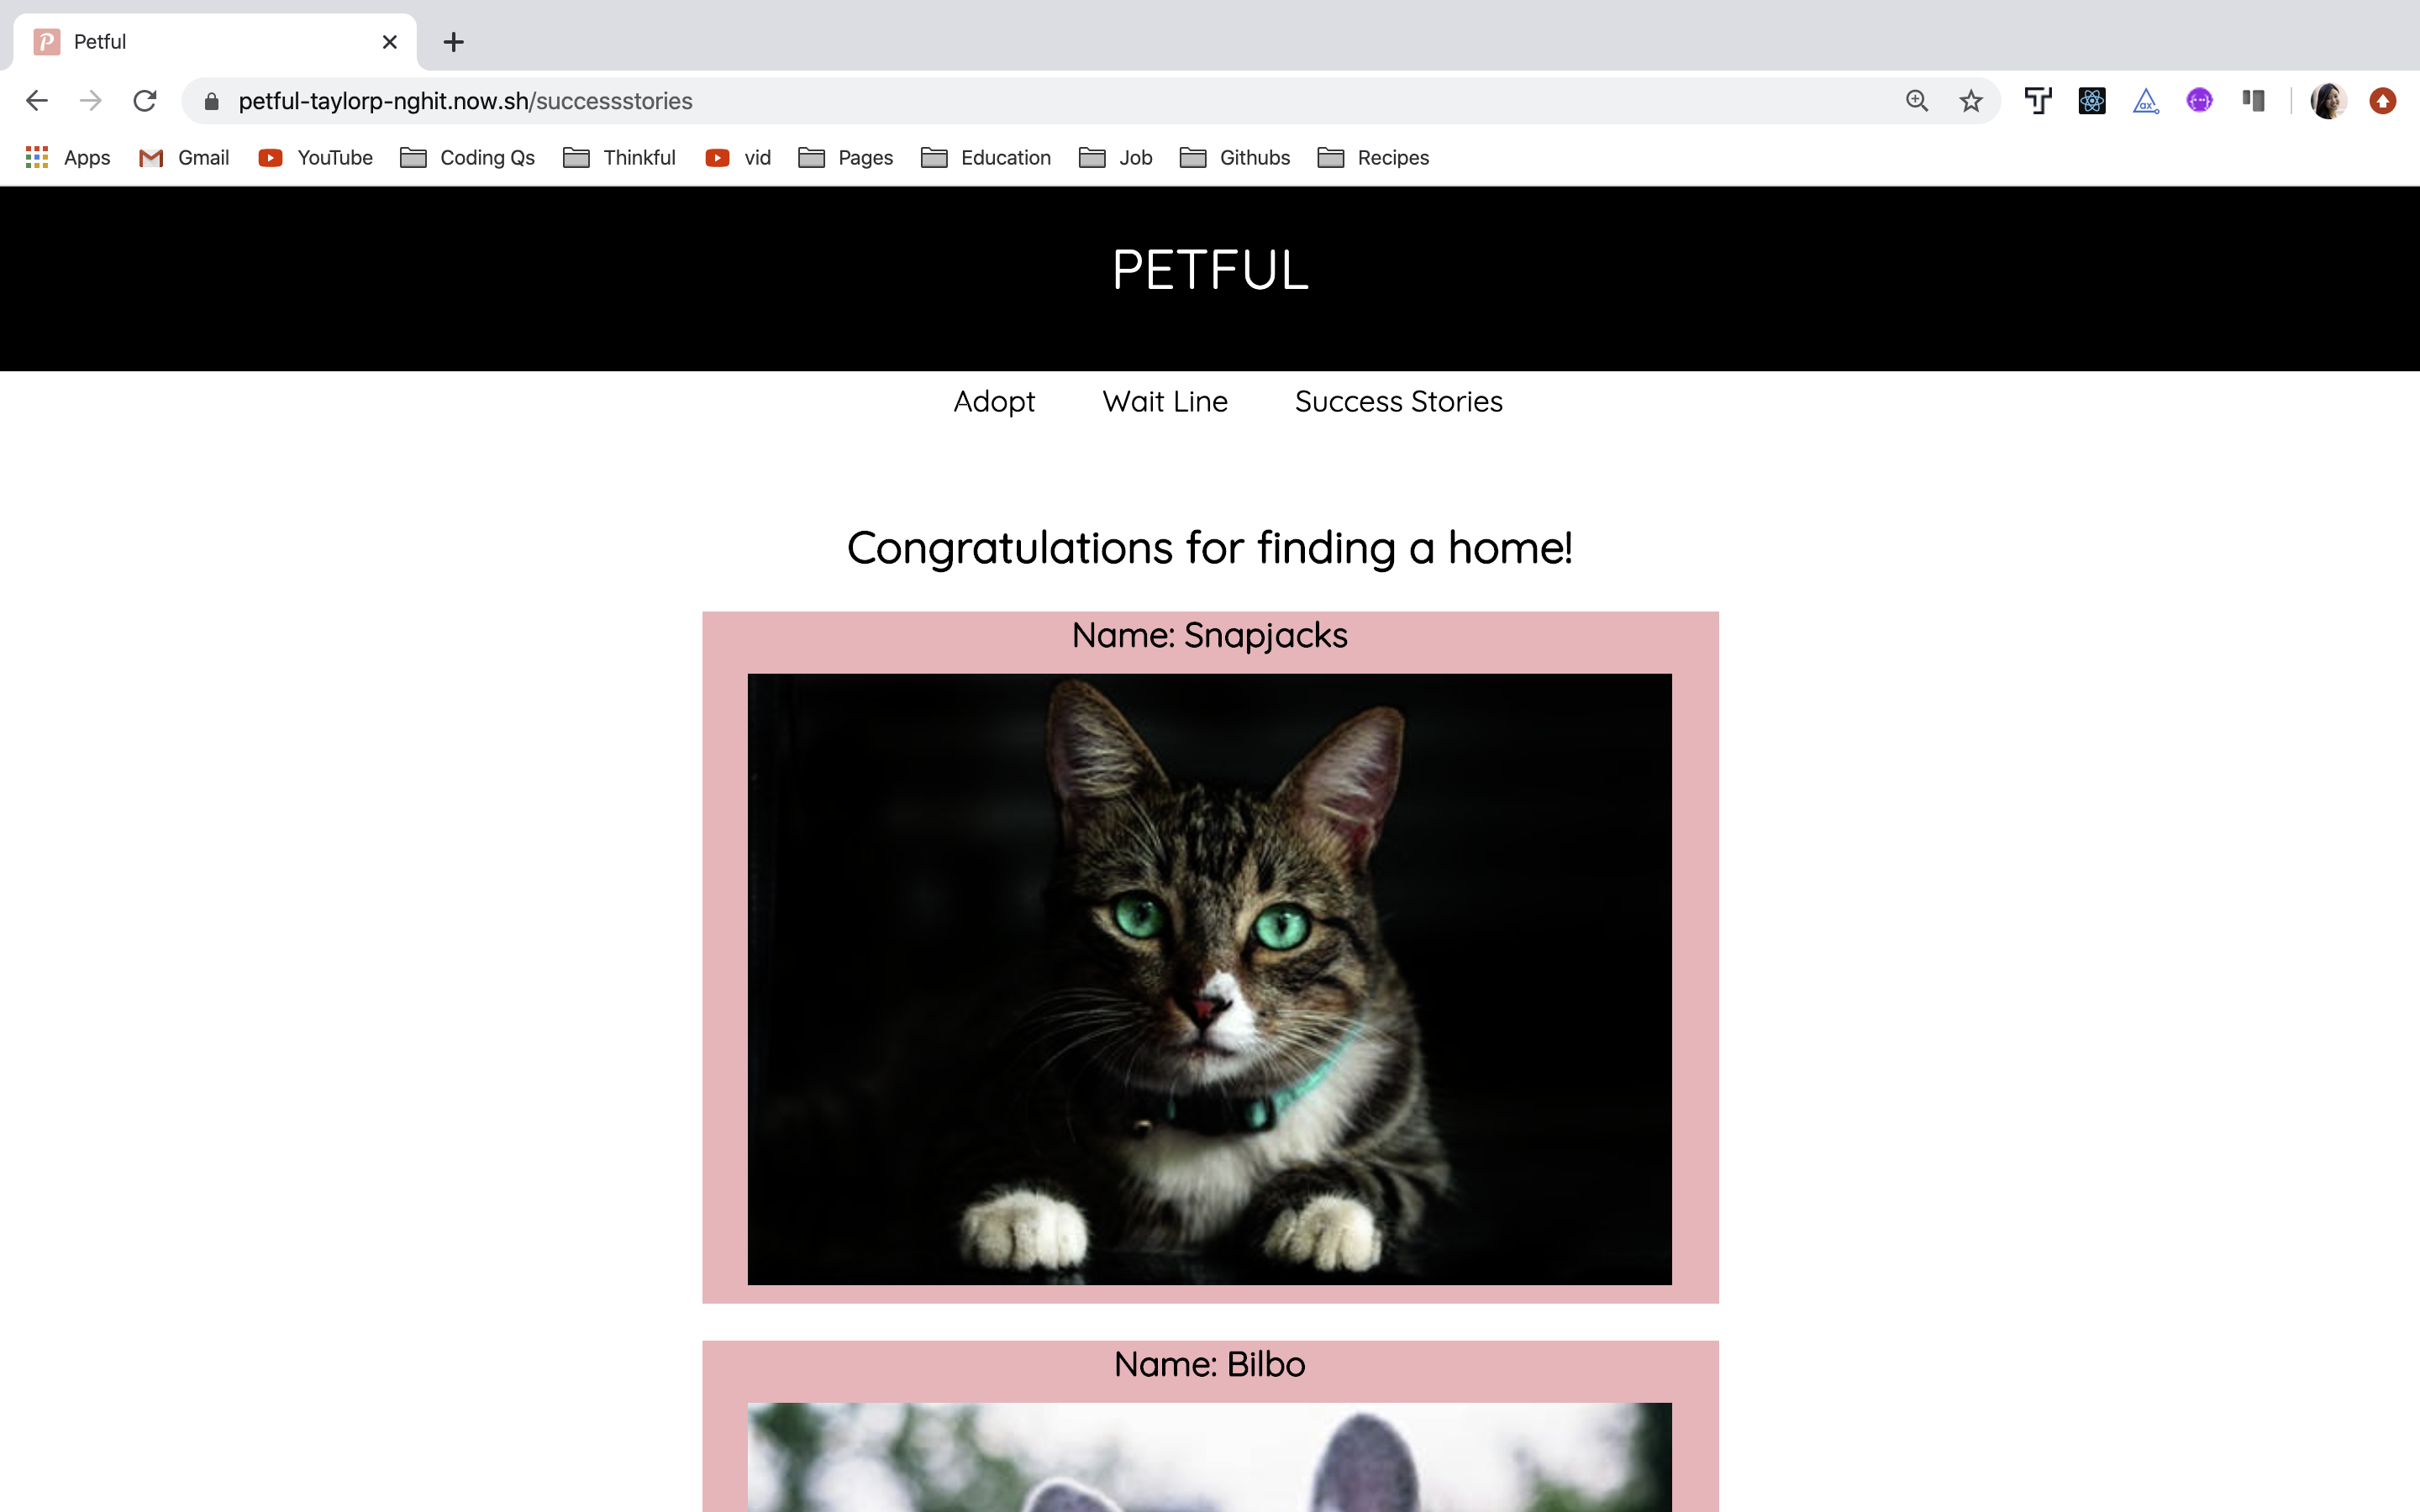 Petful
petful-taylorp-nghit.now.sh/successstories
Apps Gmail YouTube Coding Qs Thinkful vid Pages Education Job Githubs Recipes
PETFUL
Adopt Wait Line Success Stories
Congratulations for finding a home!
Name: Snapjacks
Name: Bilbo